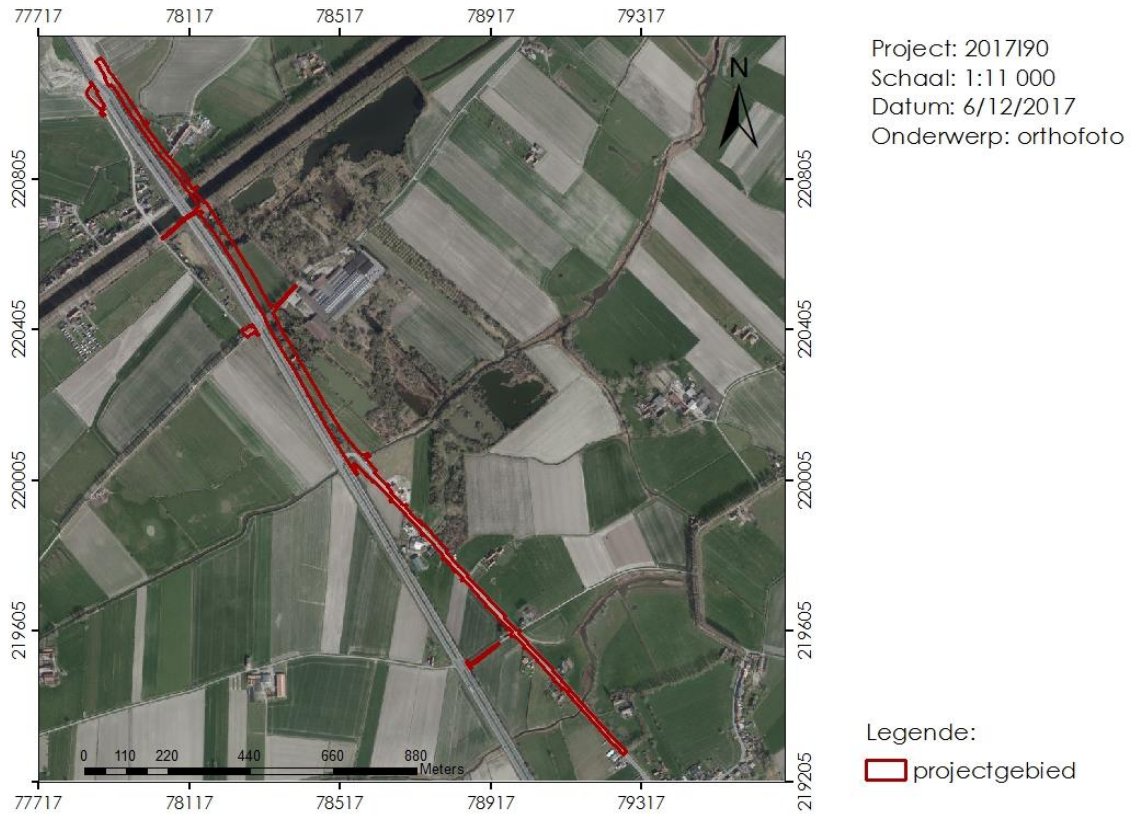 77717 78117 78517 78917 79317
Project: 2017I90
Schaal: 1:11 000
Datum: 6/12/2017
Onderwerp: orthofoto
N
220805 220805
220405 220405
220005 220005
219605 219605
219205
0 110 220 440 660 880
Meters
77717 78117 78517 78917 79317
Legende:
projectgebied